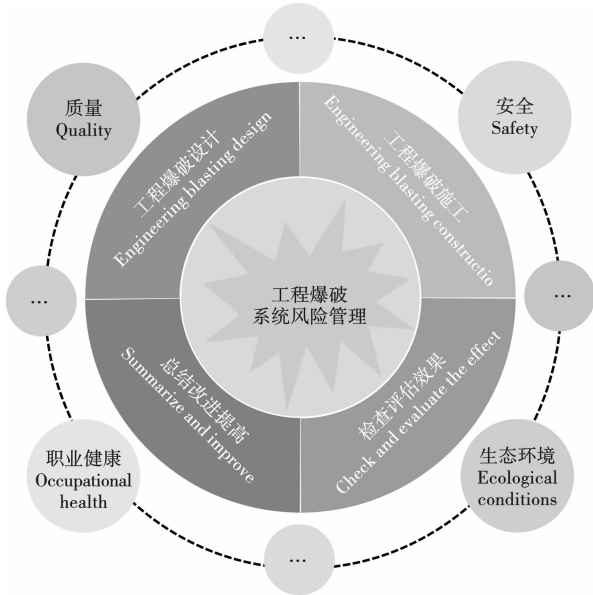 …
质量
Quality
安全
Safety
工程爆破设计
Engineering blasting design
工程爆破施工
Engineering blasting constructio
…
工程爆破
系统风险管理
…
总结改进提高
Summarize and improve
检查评估效果
Check and evaluate the effect
职业健康
Occupational
health
生态环境
Ecological
conditions
…